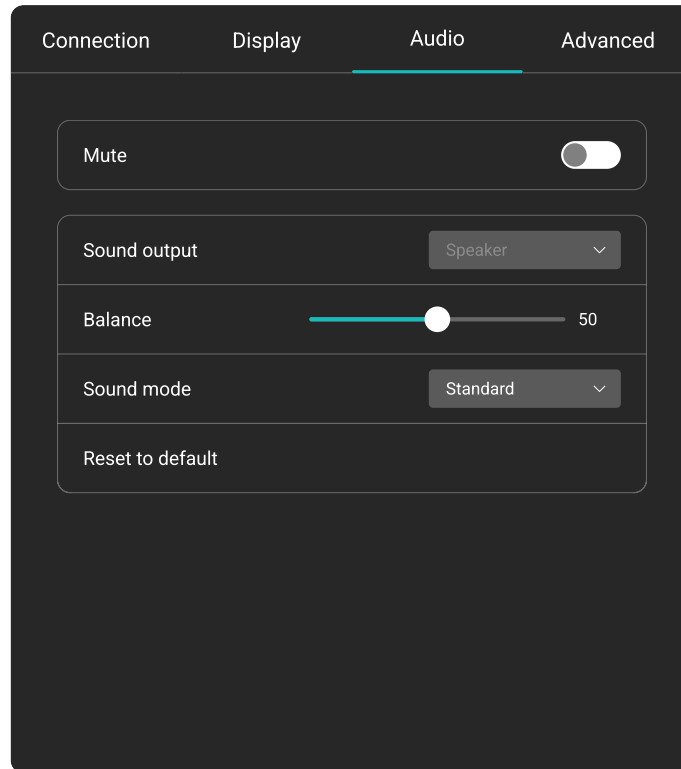 Connection Display Audio Advanced
Mute
Sound output Speaker
Balance 50
Sound mode Standard
Reset to default